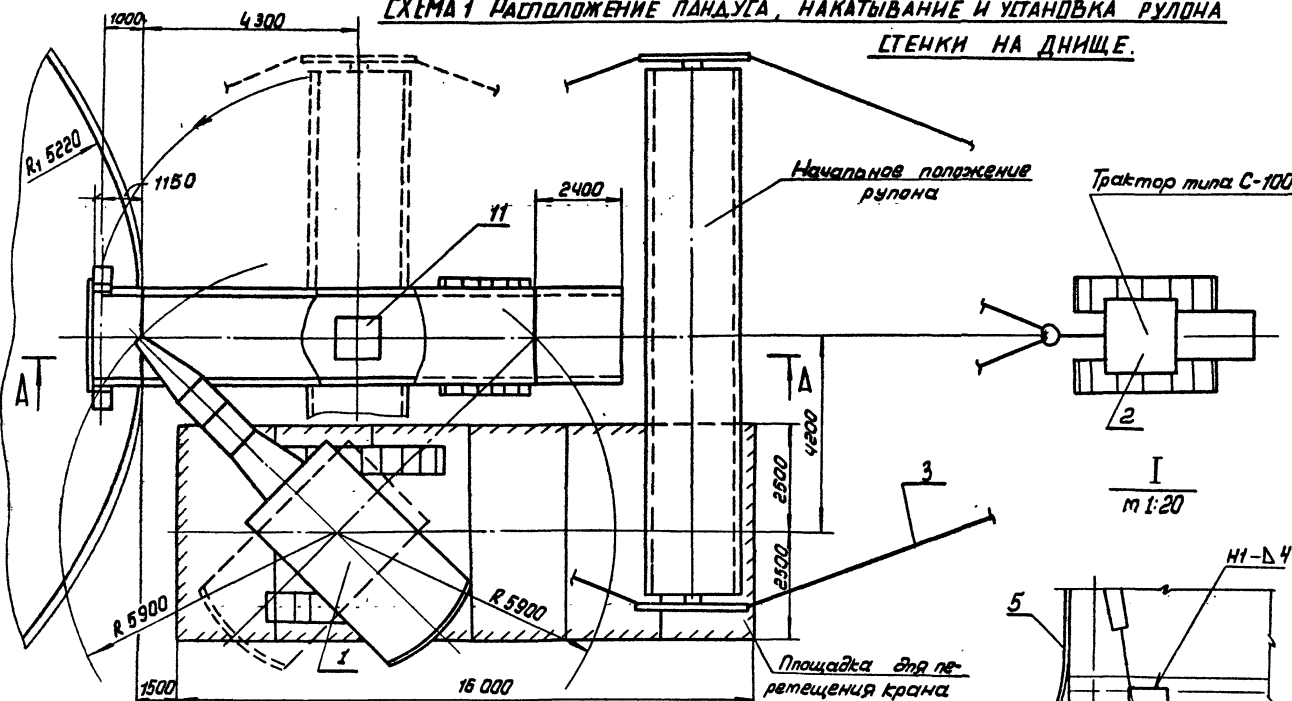 СХЕМА 1 РАСПОЛОЖЕНИЕ ПАНДУСА, НАКАТЫВАНИЕ И УСТАНОВКА РУЛОНА
СТЕНКИ НА ДНИЩЕ.
1000
4300
R1 5220
1150
11
2400
Начальное положение
рулона
Трактор типа С-100
А
А
2
4200
2500
2500
3
I
м 1:20
Н1-Δ4
5
R 5900
R 5900
1
Площадка для пе-
ремещения крана
1500
16 000